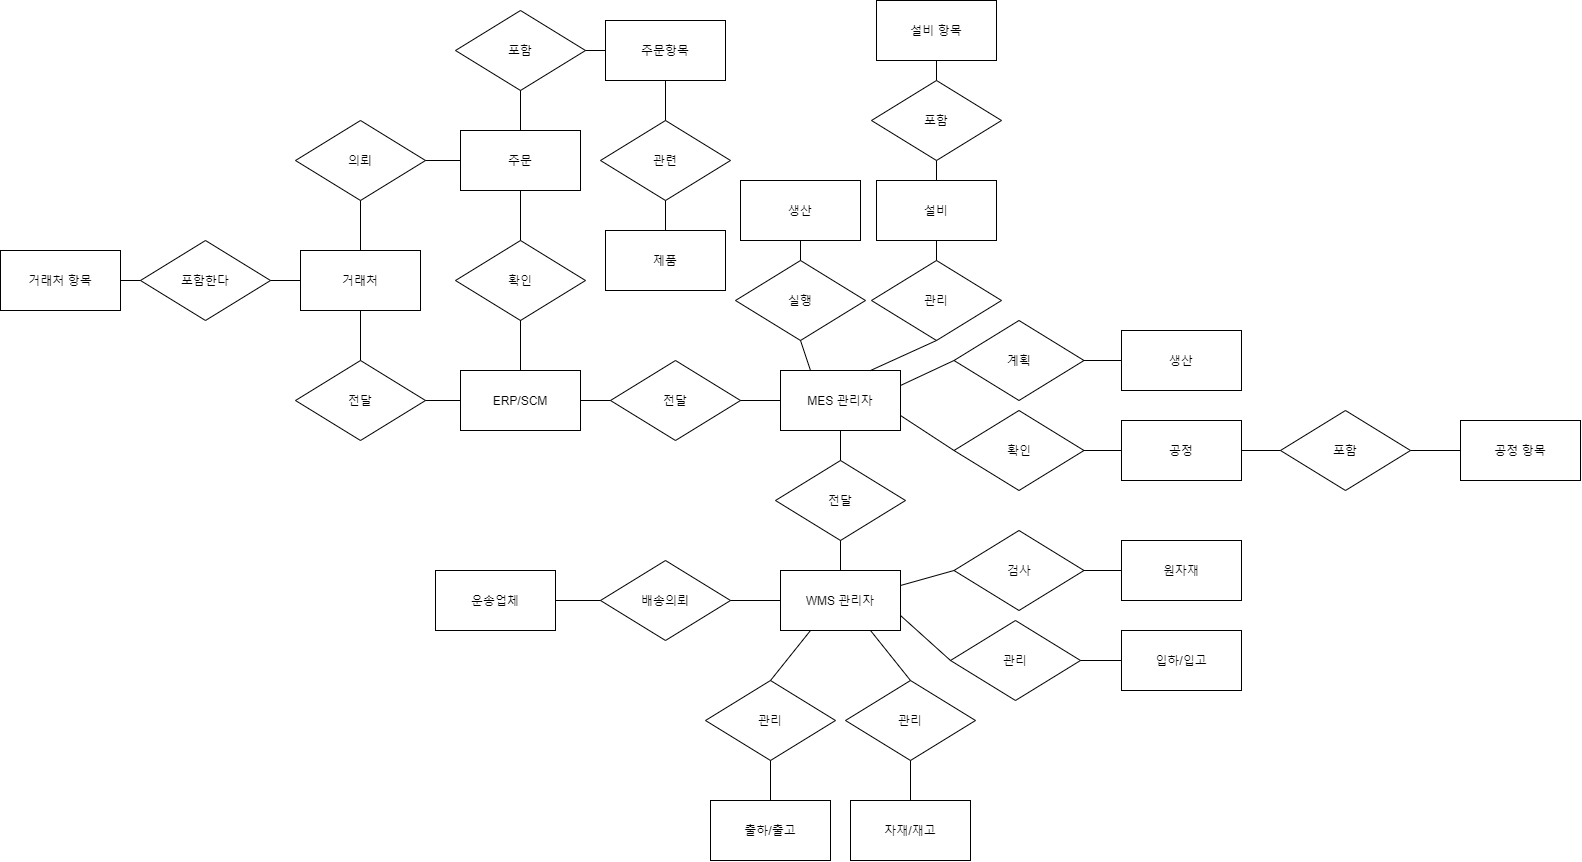 설비 항목
포함
주문항목
포함
의뢰
주문
관련
생산
설비
제품
거래처 항목
포함한다
거래처
확인
실행
관리
계획
생산
전달
ERP/SCM
전달
MES 관리자
확인
공정
포함
공정 항목
전달
검사
원자재
운송업체
배송의뢰
WMS 관리자
관리
입하/입고
관리
관리
출하/출고
자재/재고